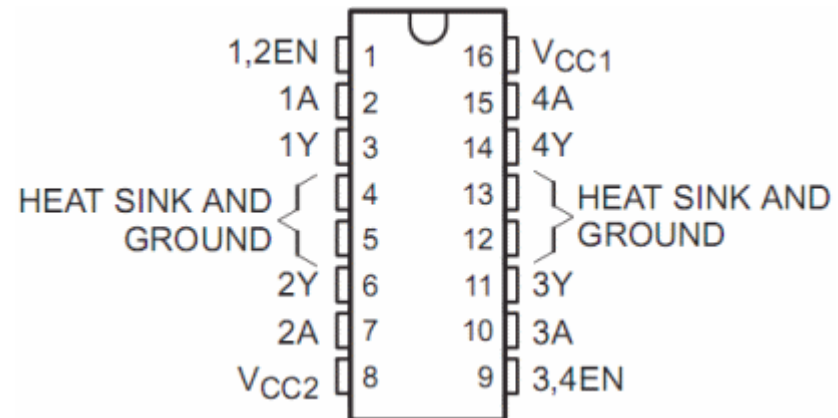 1,2EN 1 16 VCC1
1A 2 15 4A
1Y 3 14 4Y
HEAT SINK AND GROUND 4 13 HEAT SINK AND GROUND
5 12
2Y 6 11 3Y
2A 7 10 3A
VCC2 8 9 3,4EN